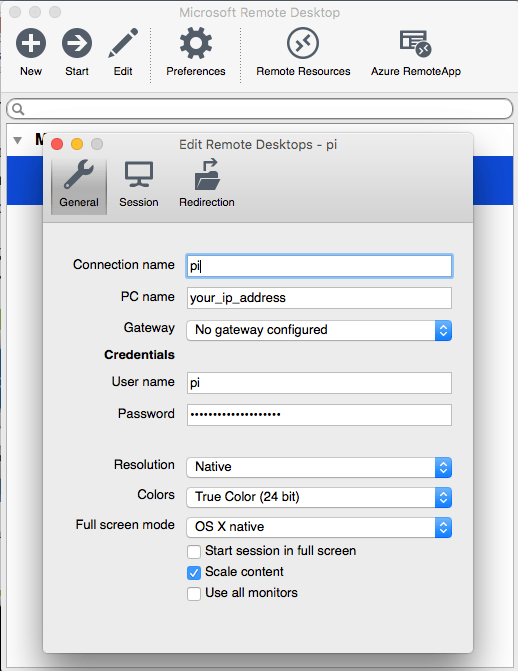 Microsoft Remote Desktop
New Start Edit Preferences Remote Resources Azure RemoteApp
M
Edit Remote Desktops - pi
General Session Redirection
Connection name pi
PC name your_ip_address
Gateway No gateway configured
Credentials
User name pi
Password ••••••••••••••••••••
Resolution Native
Colors True Color (24 bit)
Full screen mode OS X native
Start session in full screen
Scale content
Use all monitors